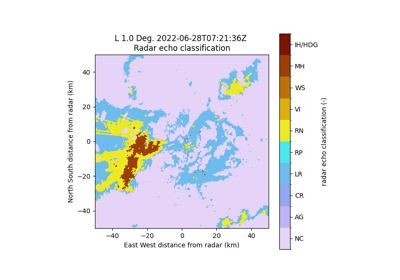 L 1.0 Deg. 2022-06-28T07:21:36Z
Radar echo classification
North South distance from radar (km)
40
20
0
−20
−40
−40 −20 0 20 40
East West distance from radar (km)
IH/HDG
MH
WS
VI
RN
RP
LR
CR
AG
NC
radar echo classification (-)